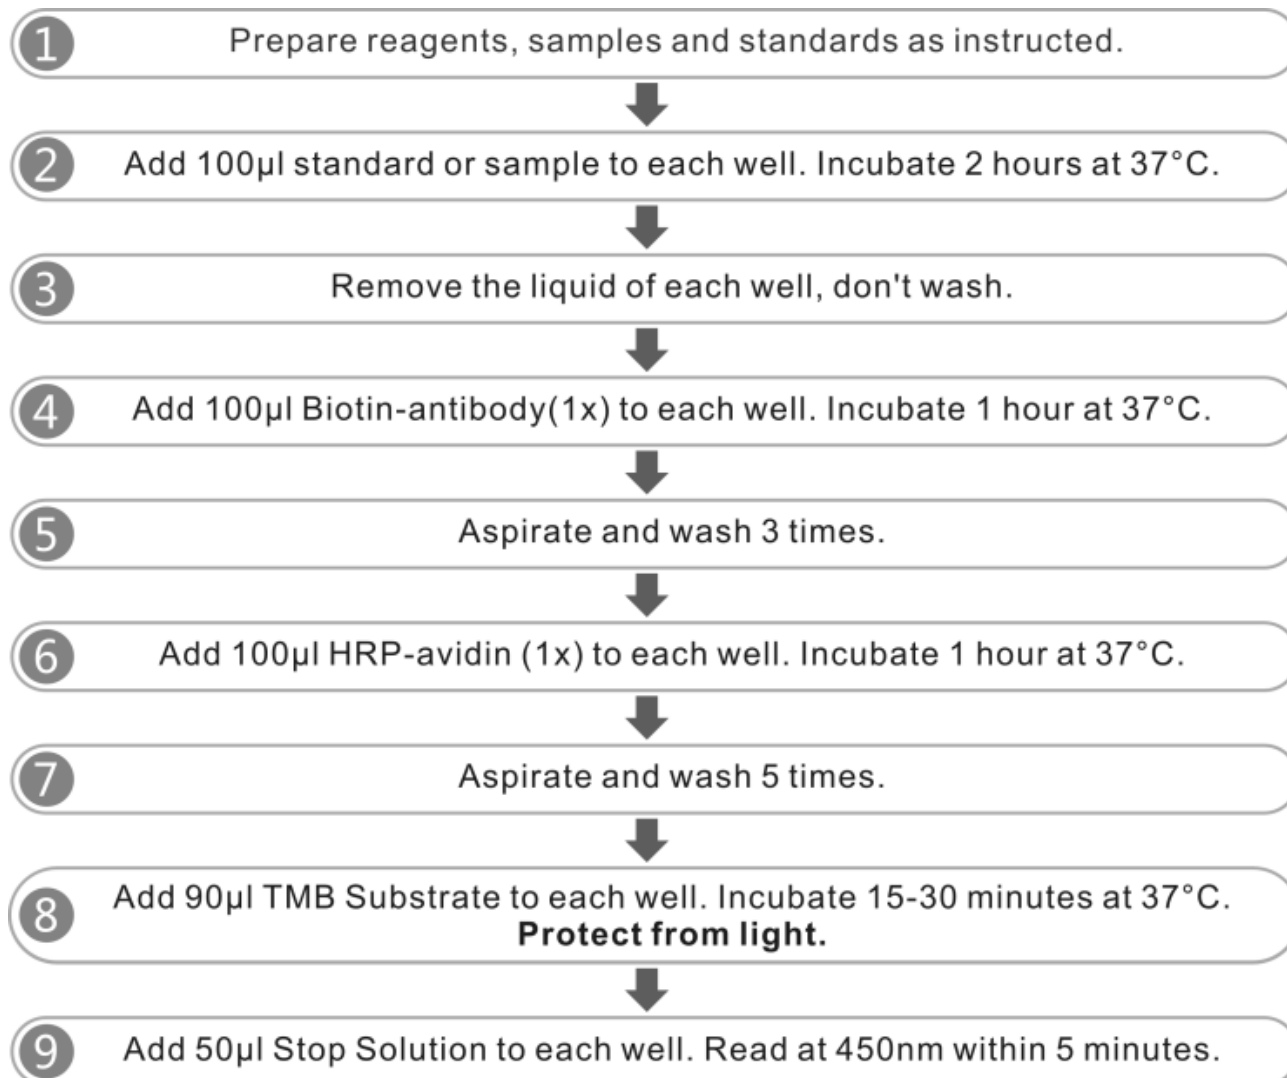 1 Prepare reagents, samples and standards as instructed.
2 Add 100µl standard or sample to each well. Incubate 2 hours at 37°C.
3 Remove the liquid of each well, don't wash.
4 Add 100µl Biotin-antibody(1x) to each well. Incubate 1 hour at 37°C.
5 Aspirate and wash 3 times.
6 Add 100µl HRP-avidin (1x) to each well. Incubate 1 hour at 37°C.
7 Aspirate and wash 5 times.
8 Add 90µl TMB Substrate to each well. Incubate 15-30 minutes at 37°C.
Protect from light.
9 Add 50µl Stop Solution to each well. Read at 450nm within 5 minutes.